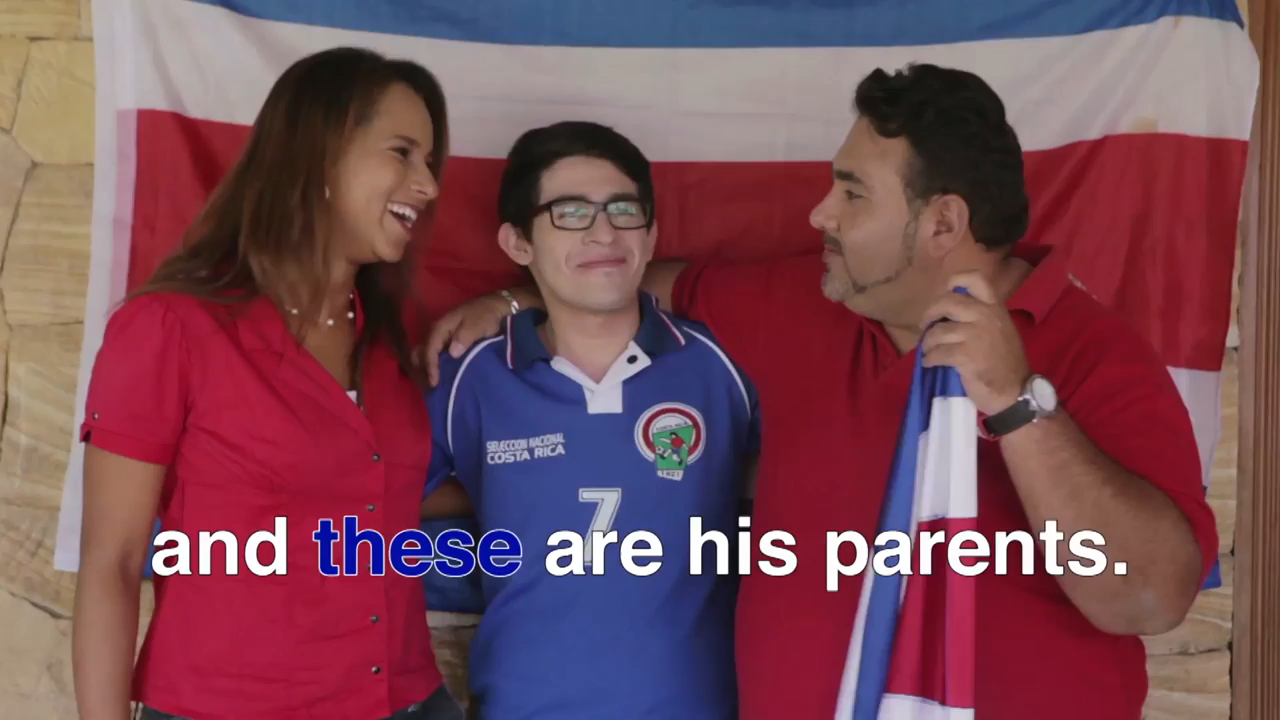 SELECCION NACIONAL
COSTA RICA
7
and these are his parents.